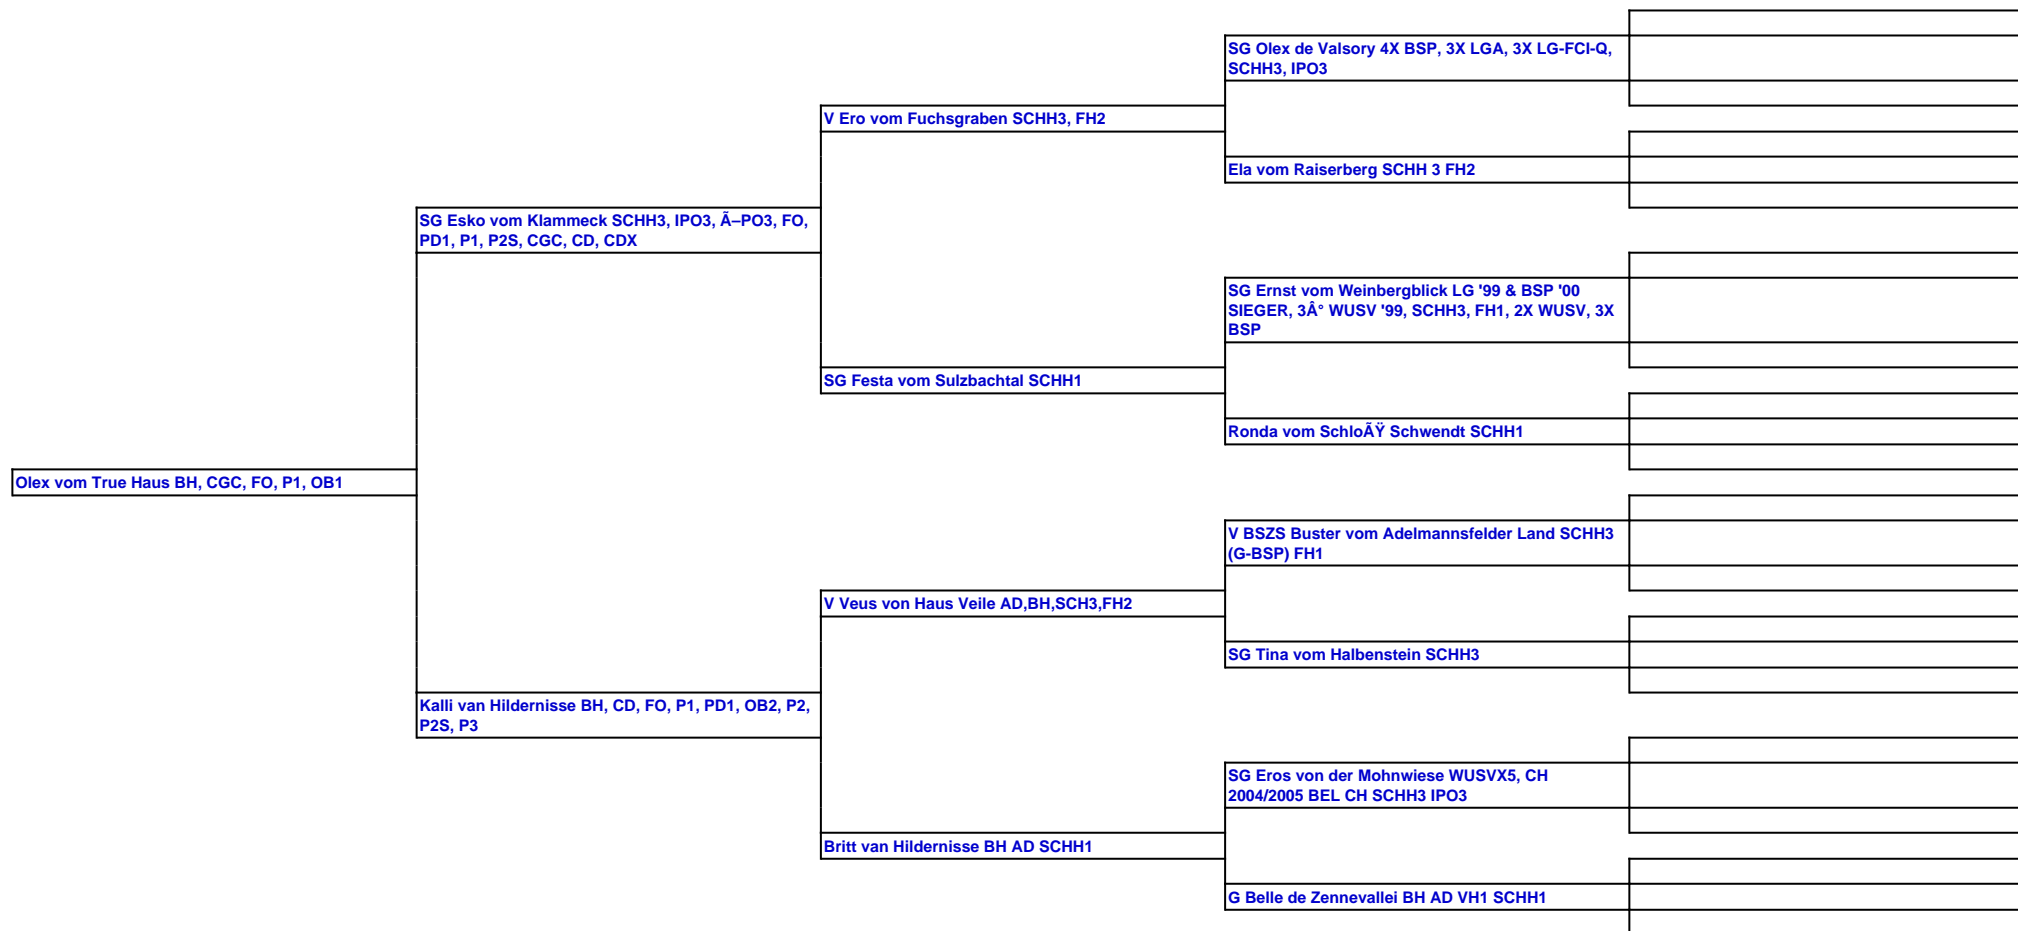 SG Olex de Valsory 4X BSP, 3X LGA, 3X LG-FCI-Q,
SCHH3, IPO3
V Ero vom Fuchsgraben SCHH3, FH2
Ela vom Raiserberg SCHH 3 FH2
SG Esko vom Klammeck SCHH3, IPO3, Ã–PO3, FO,
PD1, P1, P2S, CGC, CD, CDX
SG Ernst vom Weinbergblick LG '99 & BSP '00
SIEGER, 3Â° WUSV '99, SCHH3, FH1, 2X WUSV, 3X
BSP
SG Festa vom Sulzbachtal SCHH1
Ronda vom SchloÃŸ Schwendt SCHH1
Olex vom True Haus BH, CGC, FO, P1, OB1
V BSZS Buster vom Adelmannsfelder Land SCHH3
(G-BSP) FH1
V Veus von Haus Veile AD,BH,SCH3,FH2
SG Tina vom Halbenstein SCHH3
Kalli van Hildernisse BH, CD, FO, P1, PD1, OB2, P2,
P2S, P3
SG Eros von der Mohnwiese WUSVX5, CH
2004/2005 BEL CH SCHH3 IPO3
Britt van Hildernisse BH AD SCHH1
G Belle de Zennevallei BH AD VH1 SCHH1